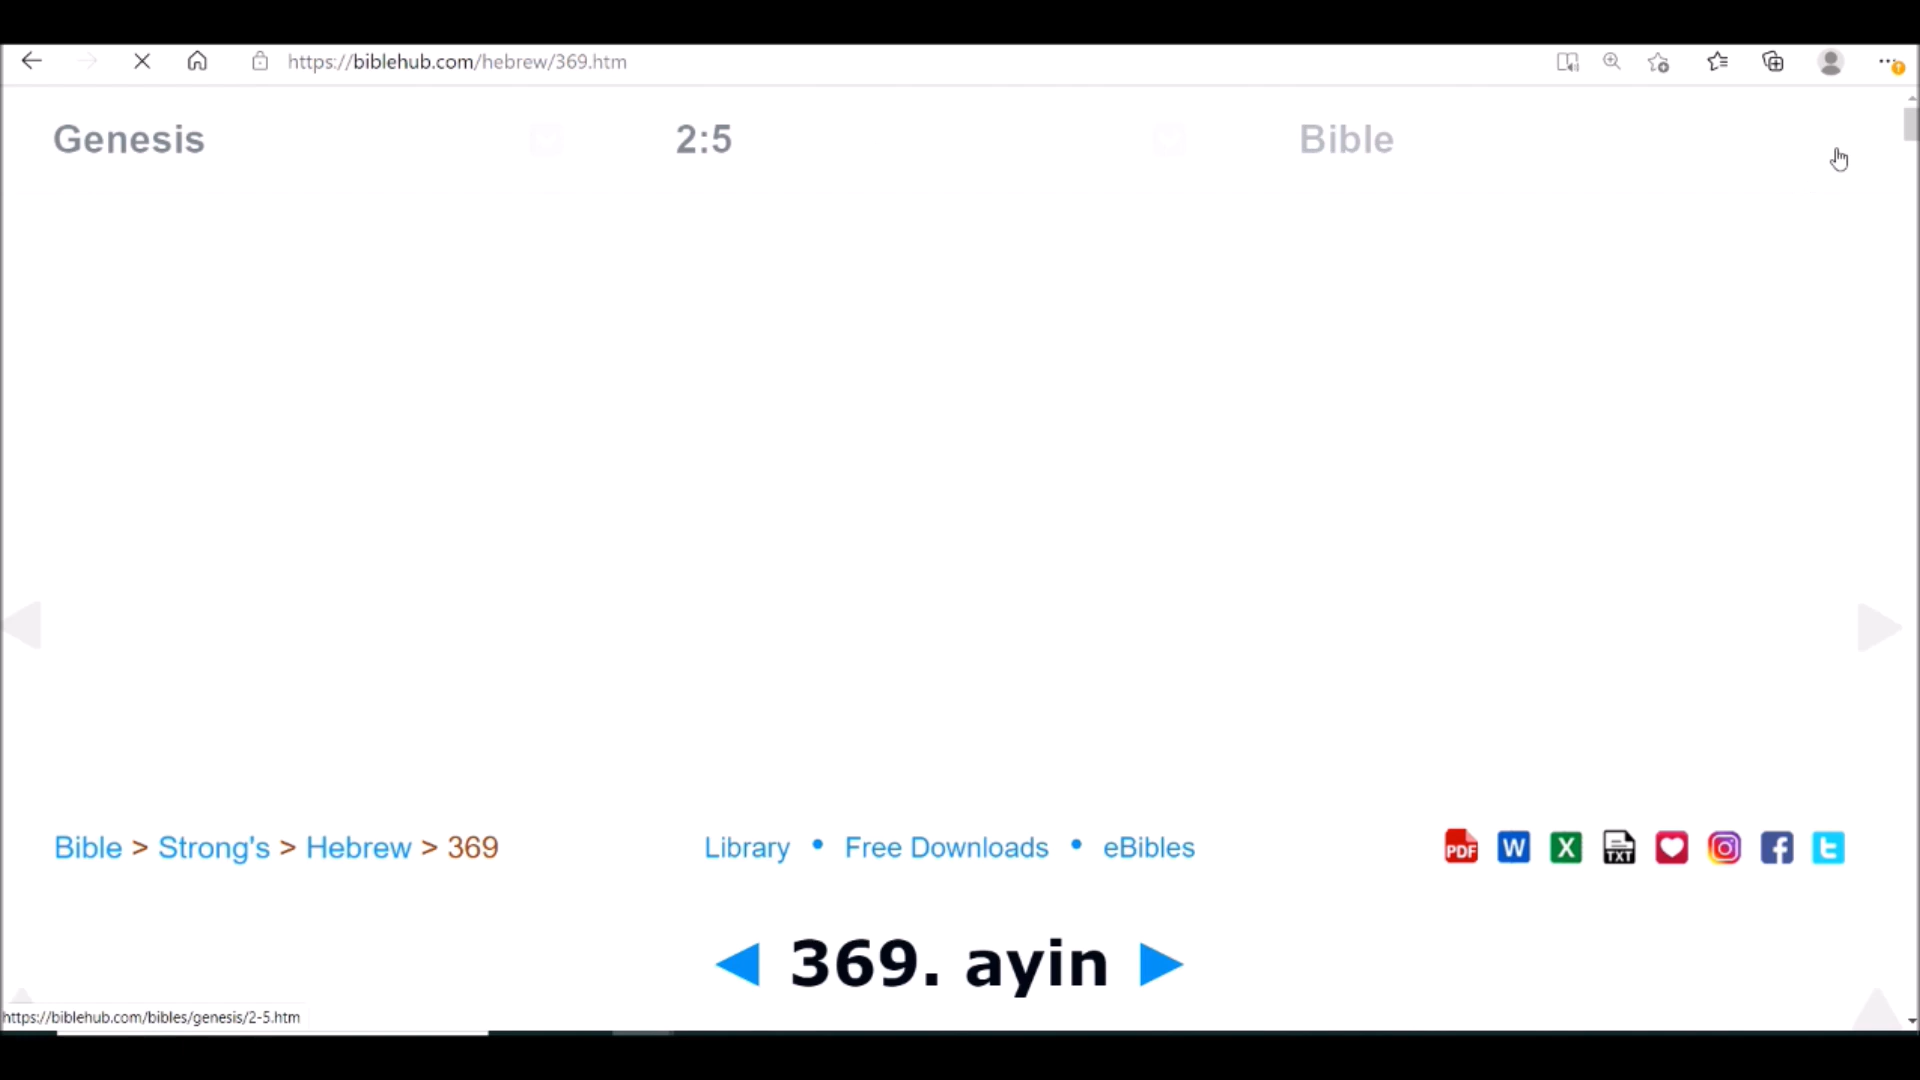 https://biblehub.com/hebrew/369.htm
Genesis 2:5 Bible
Bible > Strong's > Hebrew > 369 Library • Free Downloads • eBibles PDF W X TXT
◀ 369. ayin ▶
https://biblehub.com/bibles/genesis/2-5.htm